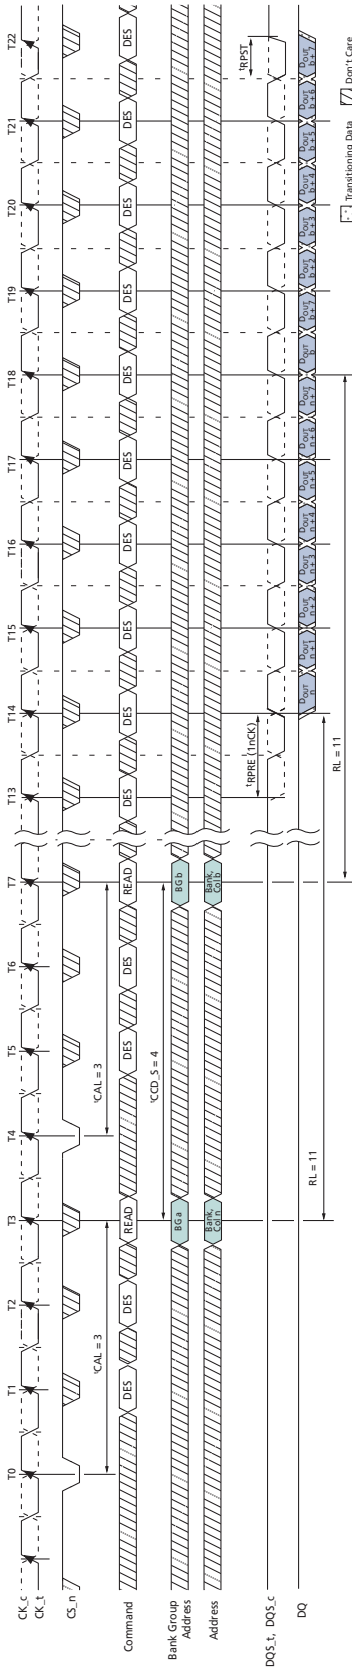 T0 T1 T2 T3 T4 T5 T6 T7 T13 T14 T15 T16 T17 T18 T19 T20 T21 T22
CK_c
CK_t
CS_n
tCAL = 3 tCAL = 3
Command DES DES READ DES DES READ DES DES DES DES DES DES DES DES DES DES
tCCD_S = 4
Bank Group Address BG a BG b
Address Bank, Col n Bank, Col b
tRPRE (1nCK) tRPST
DQS_t, DQS_c
DQ DOUT n DOUT n + 1 DOUT n + 2 DOUT n + 3 DOUT n + 4 DOUT n + 5 DOUT n + 6 DOUT n + 7 DOUT b DOUT b + 7 DOUT b + 2 DOUT b + 3 DOUT b + 4 DOUT b + 5 DOUT b + 6 DOUT b + 7
RL = 11
RL = 11
Transitioning Data Don't Care